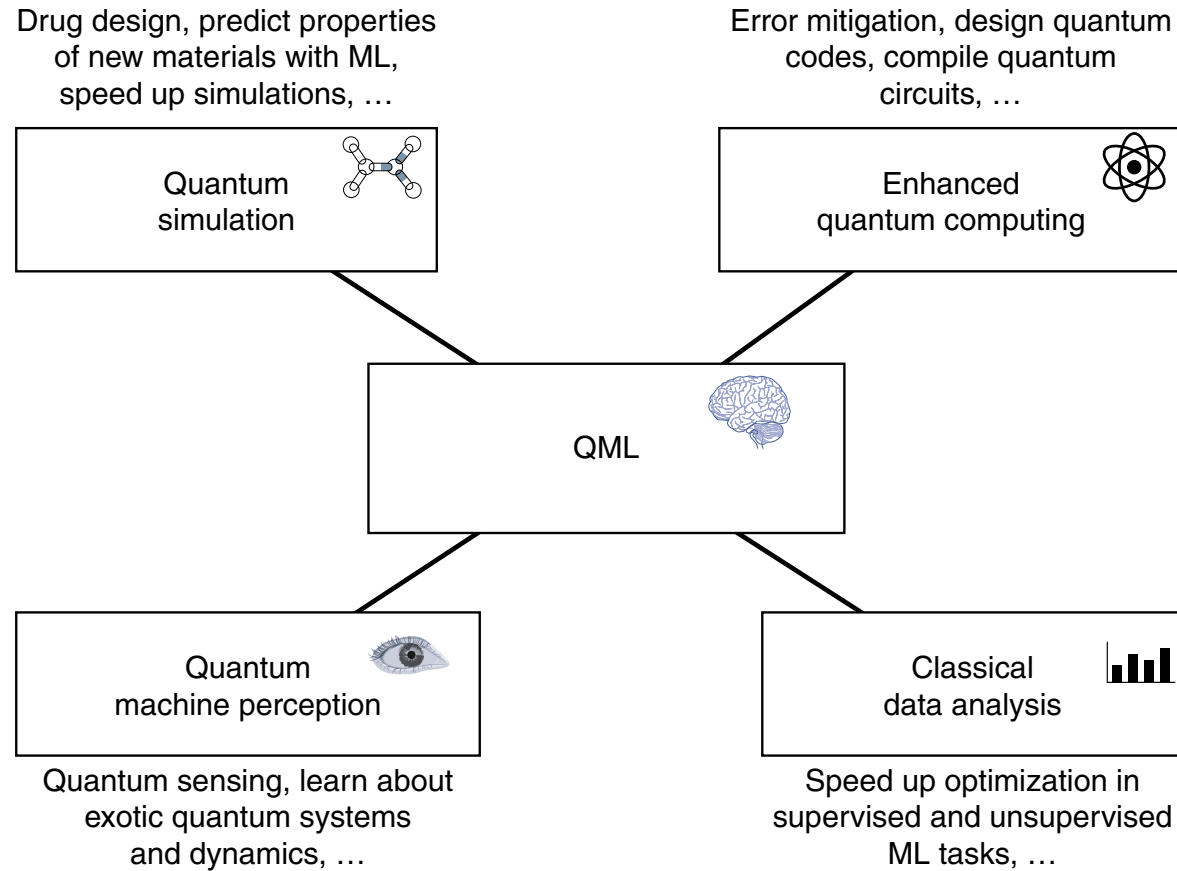 Drug design, predict properties
of new materials with ML,
speed up simulations, …
Error mitigation, design quantum
codes, compile quantum
circuits, …
Quantum
simulation
Enhanced
quantum computing
QML
Quantum
machine perception
Classical
data analysis
Quantum sensing, learn about
exotic quantum systems
and dynamics, …
Speed up optimization in
supervised and unsupervised
ML tasks, …